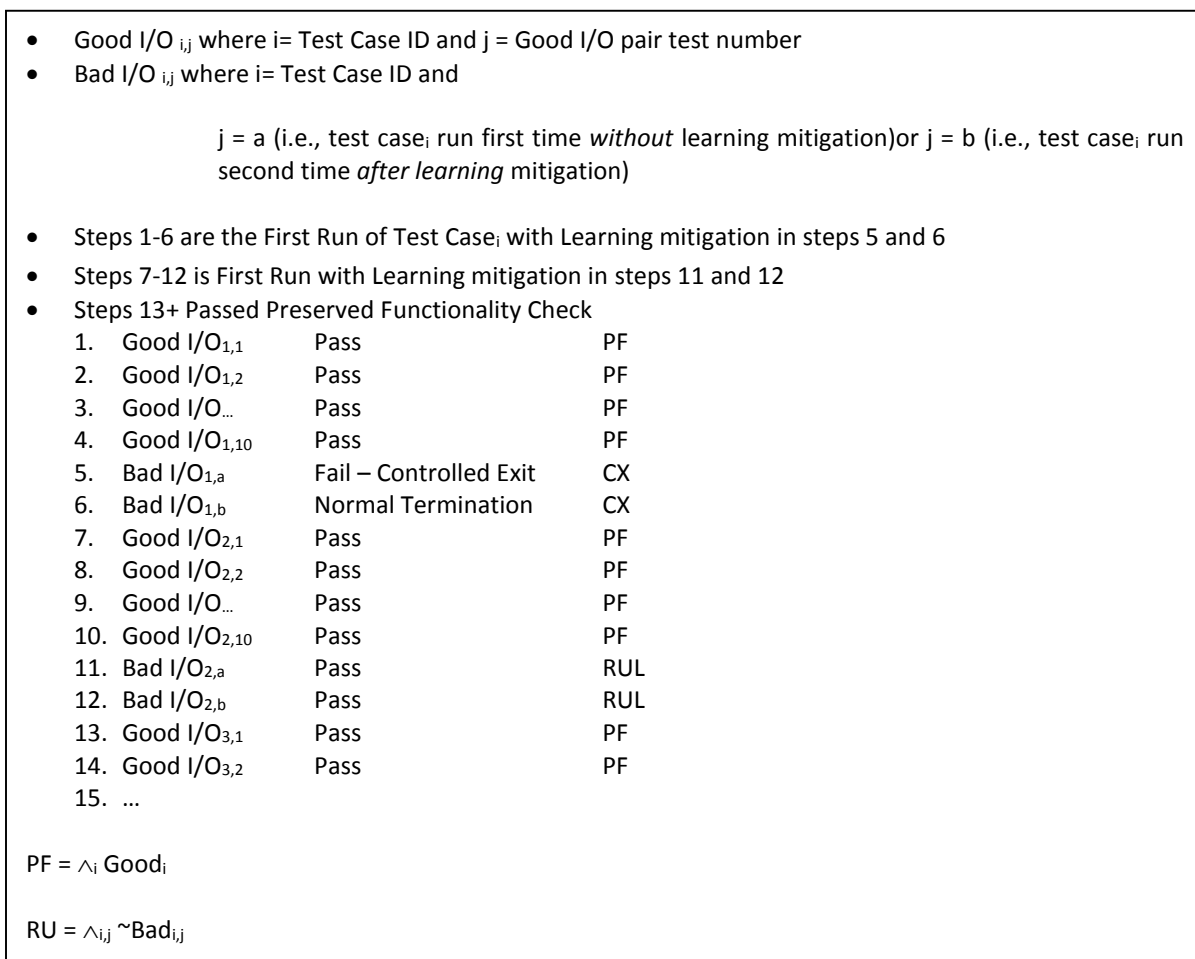 • Good I/O i,j where i= Test Case ID and j = Good I/O pair test number
• Bad I/O i,j where i= Test Case ID and
j = a (i.e., test casei run first time without learning mitigation)or j = b (i.e., test casei run
second time after learning mitigation)
• Steps 1-6 are the First Run of Test Casei with Learning mitigation in steps 5 and 6
• Steps 7-12 is First Run with Learning mitigation in steps 11 and 12
• Steps 13+ Passed Preserved Functionality Check
1. Good I/O1,1 Pass PF
2. Good I/O1,2 Pass PF
3. Good I/O... Pass PF
4. Good I/O1,10 Pass PF
5. Bad I/O1,a Fail – Controlled Exit CX
6. Bad I/O1,b Normal Termination CX
7. Good I/O2,1 Pass PF
8. Good I/O2,2 Pass PF
9. Good I/O... Pass PF
10. Good I/O2,10 Pass PF
11. Bad I/O2,a Pass RUL
12. Bad I/O2,b Pass RUL
13. Good I/O3,1 Pass PF
14. Good I/O3,2 Pass PF
15. ...
PF = ∧i Goodi
RU = ∧i,j ~Badi,j